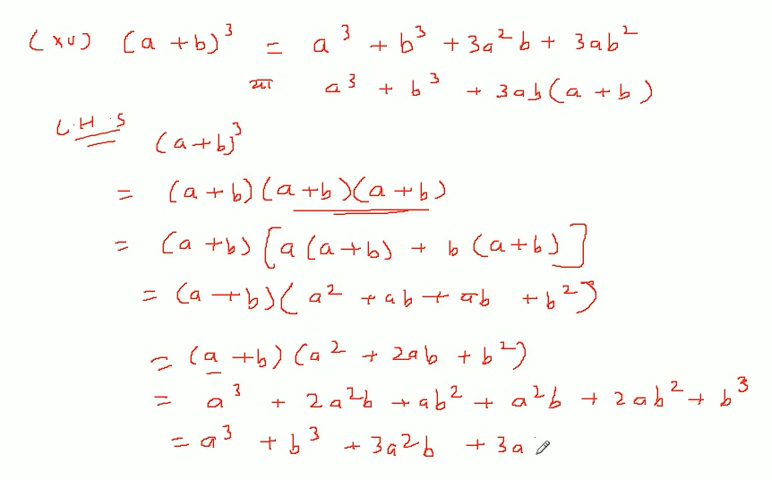 (xv) (a + b)³ = a³ + b³ + 3a²b + 3ab²
या a³ + b³ + 3ab(a + b)
L.H.S (a+b)³
= (a+b)(a+b)(a+b)
= (a+b)[a(a+b) + b(a+b)]
= (a+b)(a² + ab + ab + b²)
= (a+b)(a² + 2ab + b²)
= a³ + 2a²b + ab² + a²b + 2ab² + b³
= a³ + b³ + 3a2b + 3a